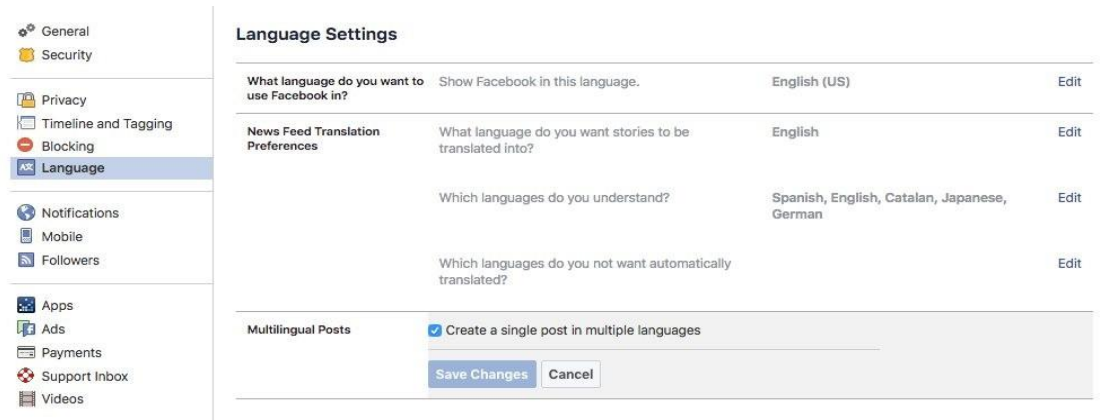 General
Security
Privacy
Timeline and Tagging
Blocking
Language
Notifications
Mobile
Followers
Apps
Ads
Payments
Support Inbox
Videos
Language Settings
What language do you want to use Facebook in?
Show Facebook in this language.
English (US)
Edit
News Feed Translation
Preferences
What language do you want stories to be
translated into?
English
Edit
Which languages do you understand?
Spanish, English, Catalan, Japanese,
German
Edit
Which languages do you not want automatically
translated?
Edit
Multilingual Posts
Create a single post in multiple languages
Save Changes
Cancel